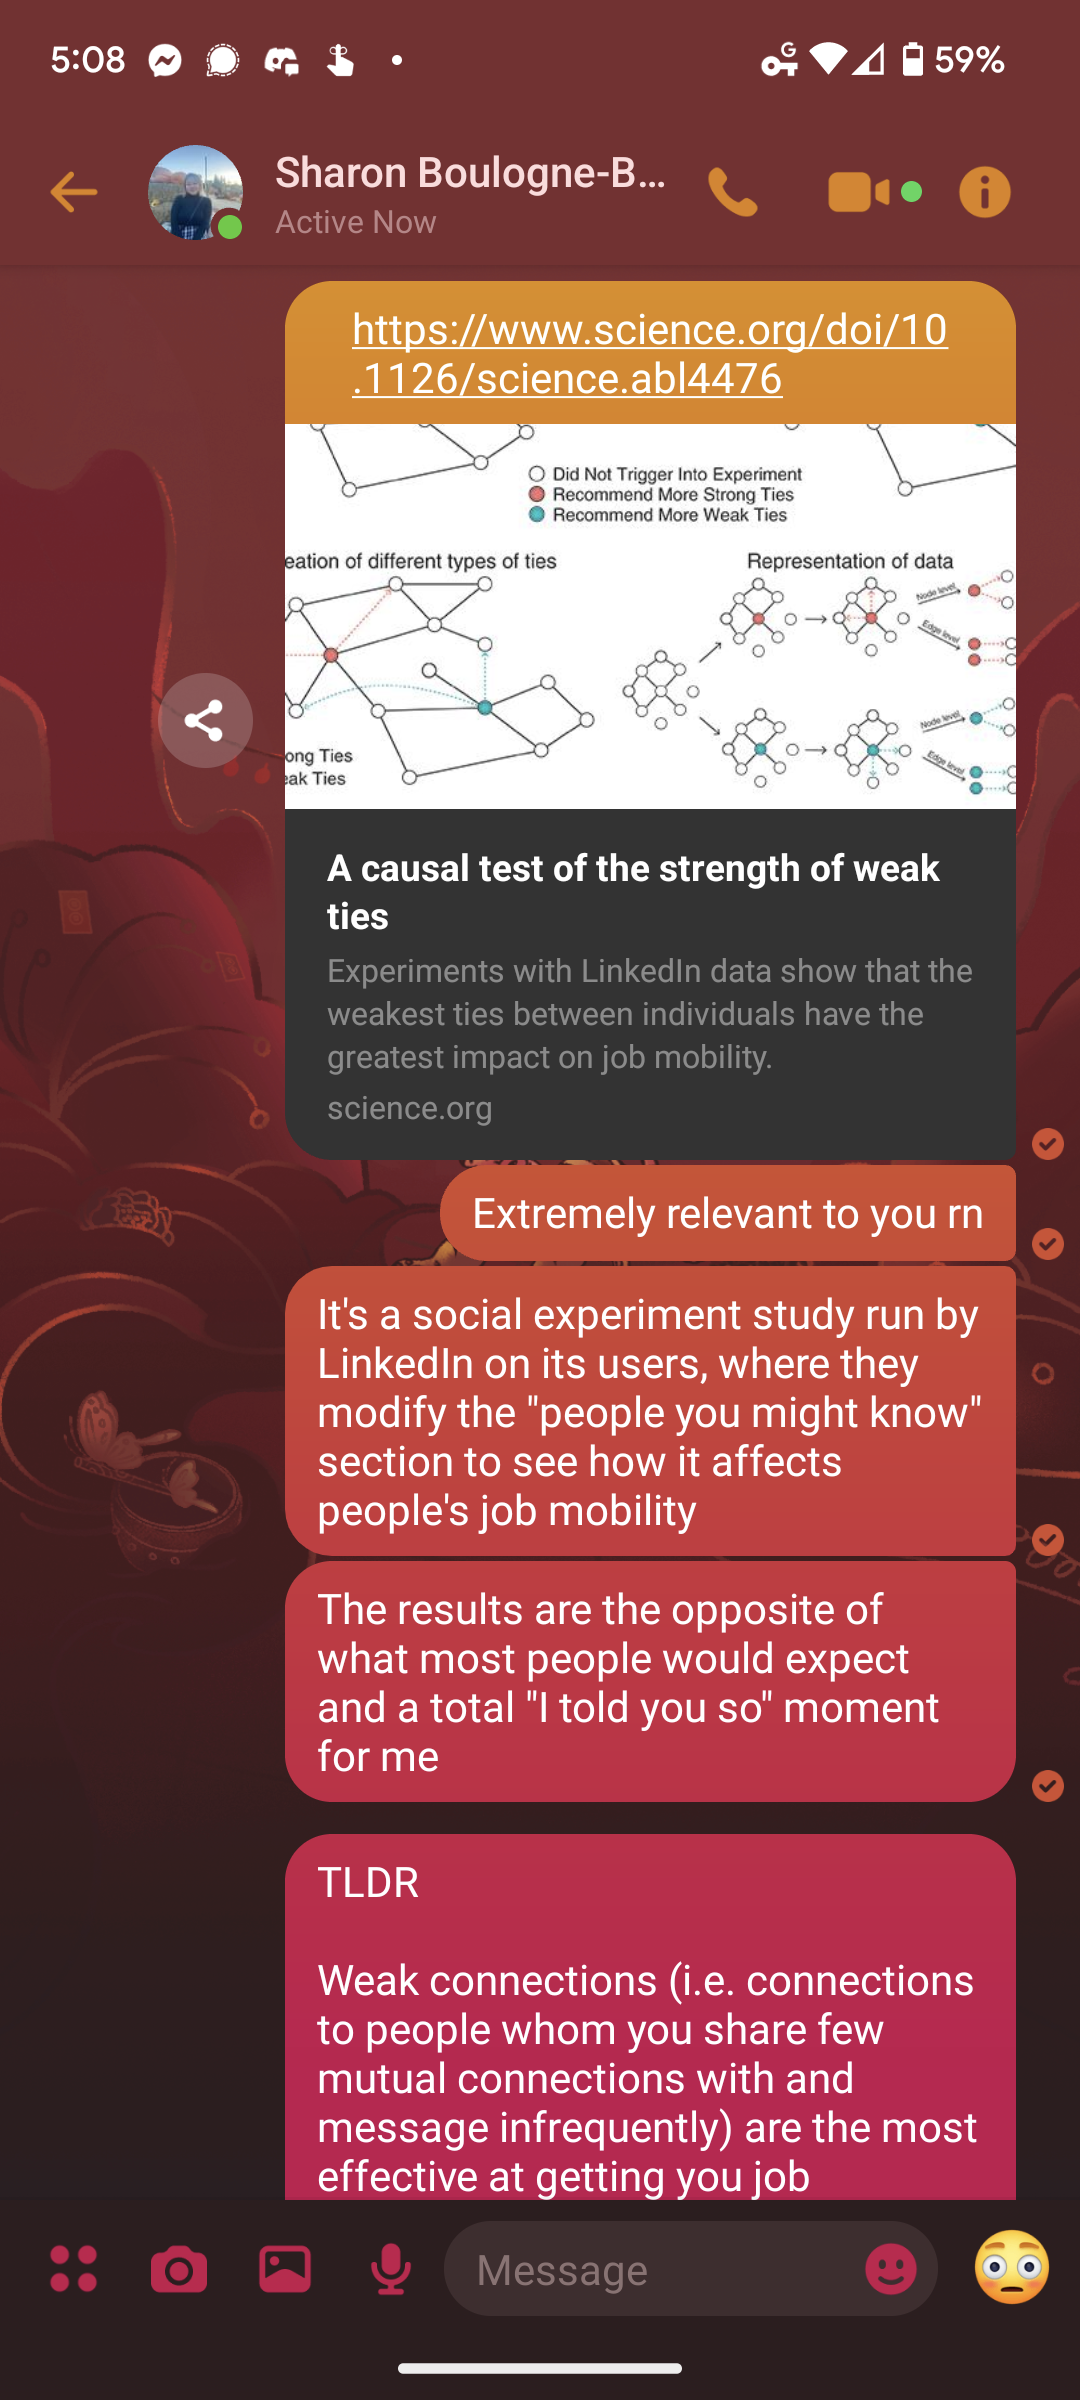 5:08
G
59%
Sharon Boulogne-B...
Active Now
https://www.science.org/doi/10
.1126/science.abl4476
Did Not Trigger Into Experiment
Recommend More Strong Ties
Recommend More Weak Ties
eation of different types of ties
Representation of data
Node level
Edge level
Node level
Edge level
ong Ties
eak Ties
A causal test of the strength of weak
ties
Experiments with LinkedIn data show that the
weakest ties between individuals have the
greatest impact on job mobility.
science.org
Extremely relevant to you rn
It's a social experiment study run by
LinkedIn on its users, where they
modify the "people you might know"
section to see how it affects
people's job mobility
The results are the opposite of
what most people would expect
and a total "I told you so" moment
for me
TLDR
Weak connections (i.e. connections
to people whom you share few
mutual connections with and
message infrequently) are the most
effective at getting you job
Message